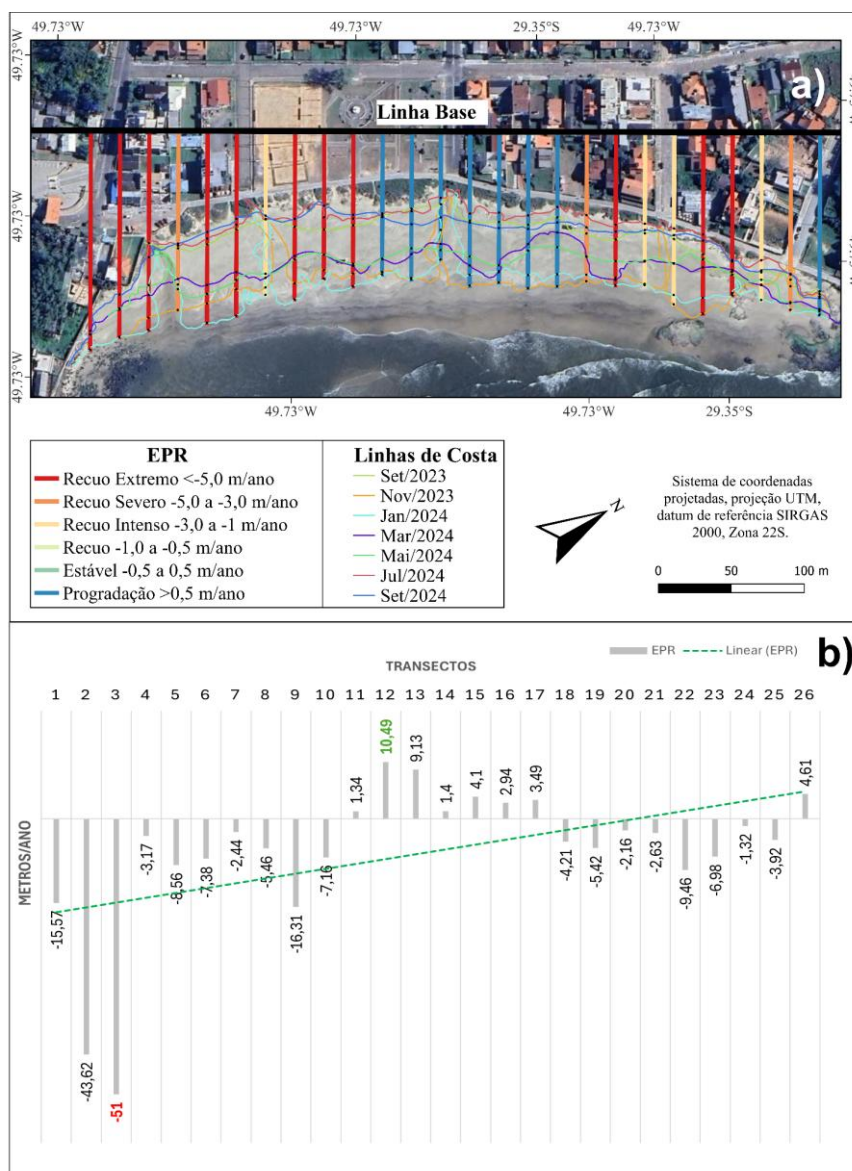 49.73°W
49.73°W
29.35°S
49.73°W
49.73°W
a)
Linha Base
49.73°W
49.73°W
49.73°W
49.73°W
29.35°S
EPR
Recuo Extremo <-5,0 m/ano
Recuo Severo -5,0 a -3,0 m/ano
Recuo Intenso -3,0 a -1 m/ano
Recuo -1,0 a -0,5 m/ano
Estável -0,5 a 0,5 m/ano
Progradação >0,5 m/ano
Linhas de Costa
Set/2023
Nov/2023
Jan/2024
Mar/2024
Mai/2024
Jul/2024
Set/2024
N
Sistema de coordenadas
projetadas, projeção UTM,
datum de referência SIRGAS
2000, Zona 22S.
0 50 100 m
b)
EPR Linear (EPR)
TRANSECTOS
1 2 3 4 5 6 7 8 9 10 11 12 13 14 15 16 17 18 19 20 21 22 23 24 25 26
METROS/ANO
-15,57
-43,62
-51
-3,17
-8,56
-7,38
-2,44
-5,46
-16,31
-7,16
1,34
10,49
9,13
1,4
4,1
2,94
3,49
-4,21
-5,42
-2,16
-2,63
-9,46
-6,98
-1,32
-3,92
4,61